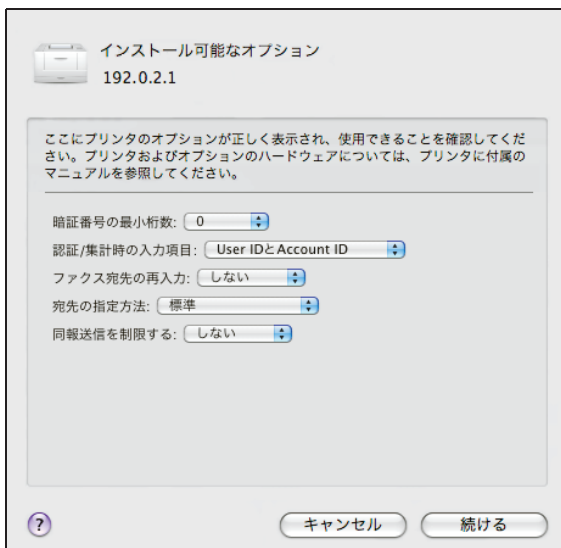 インストール可能なオプション
192.0.2.1
ここにプリンタのオプションが正しく表示され、使用できることを確認してくだ
さい。プリンタおよびオプションのハードウェアについては、プリンタに付属の
マニュアルを参照してください。
暗証番号の最小桁数: 0
認証/集計時の入力項目: User IDとAccount ID
ファクス宛先の再入力: しない
宛先の指定方法: 標準
同報送信を制限する: しない
? キャンセル 続ける